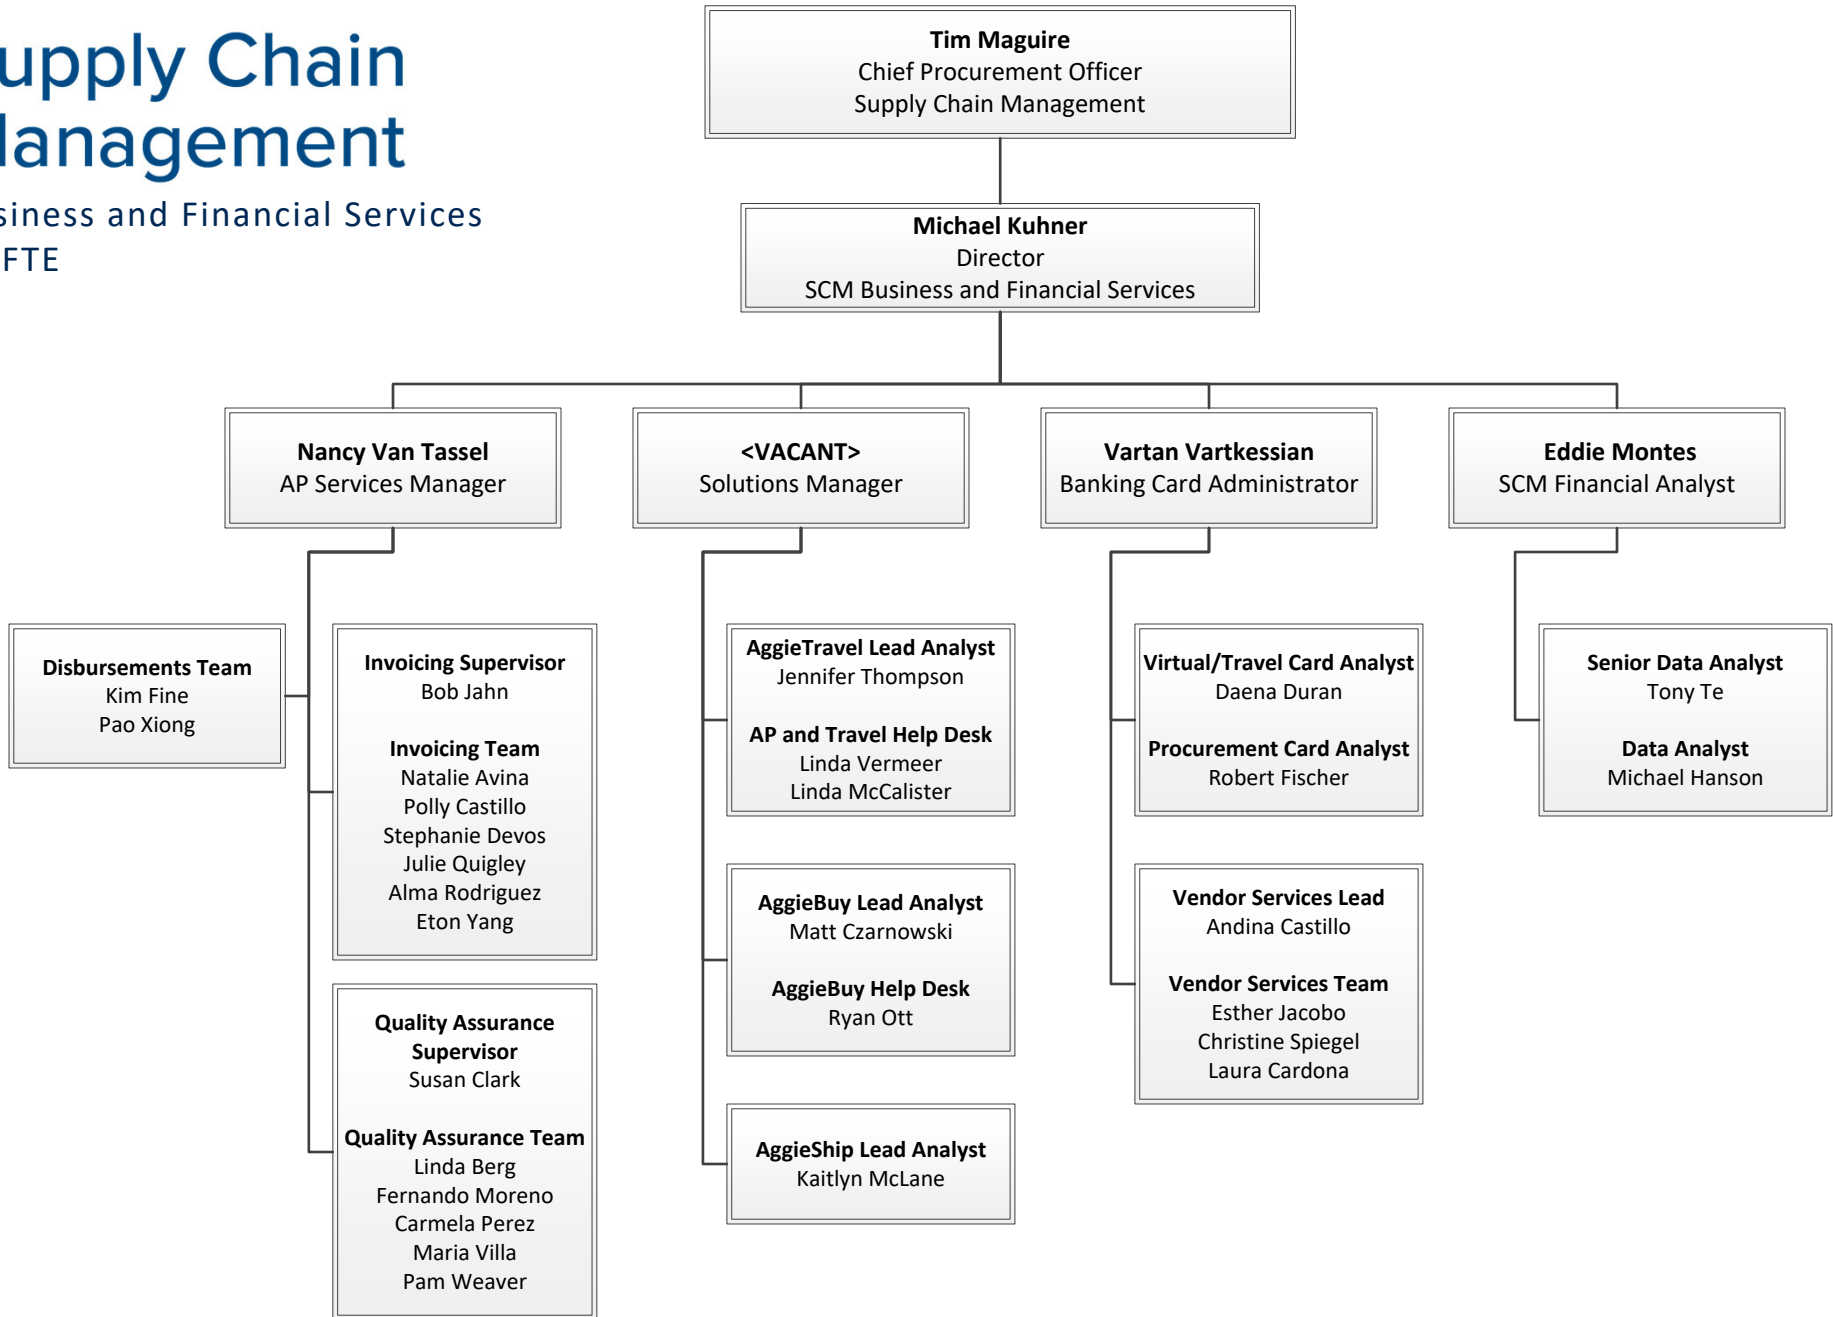 upply Chain
anagement
siness and Financial Services
FTE
Tim Maguire
Chief Procurement Officer
Supply Chain Management
Michael Kuhner
Director
SCM Business and Financial Services
Nancy Van Tassel
AP Services Manager
<VACANT>
Solutions Manager
Vartan Vartkessian
Banking Card Administrator
Eddie Montes
SCM Financial Analyst
Disbursements Team
Kim Fine
Pao Xiong
Invoicing Supervisor
Bob Jahn
Invoicing Team
Natalie Avina
Polly Castillo
Stephanie Devos
Julie Quigley
Alma Rodriguez
Eton Yang
Quality Assurance
Supervisor
Susan Clark
Quality Assurance Team
Linda Berg
Fernando Moreno
Carmela Perez
Maria Villa
Pam Weaver
AggieTravel Lead Analyst
Jennifer Thompson
AP and Travel Help Desk
Linda Vermeer
Linda McCalister
AggieBuy Lead Analyst
Matt Czarnowski
AggieBuy Help Desk
Ryan Ott
AggieShip Lead Analyst
Kaitlyn McLane
Virtual/Travel Card Analyst
Daena Duran
Procurement Card Analyst
Robert Fischer
Vendor Services Lead
Andina Castillo
Vendor Services Team
Esther Jacobo
Christine Spiegel
Laura Cardona
Senior Data Analyst
Tony Te
Data Analyst
Michael Hanson